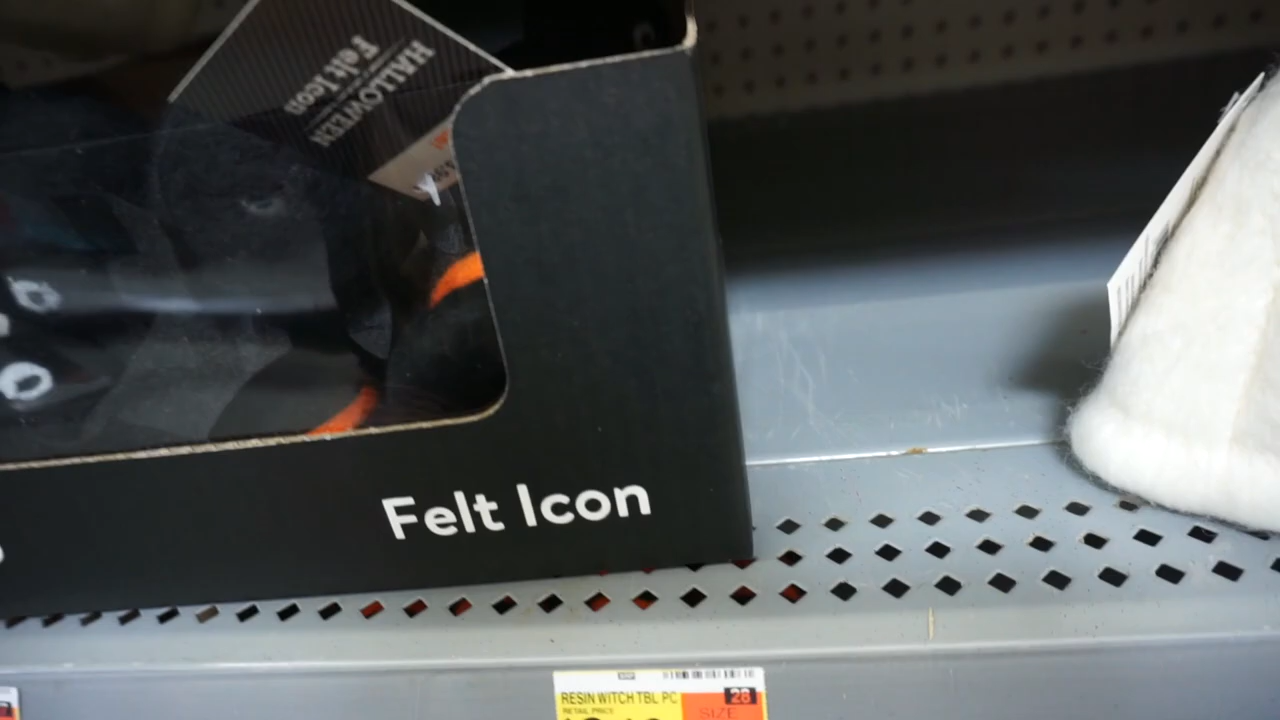 HALLOWEEN
Felt Icon
Felt Icon
RESIN WITCH TBL PC
28
RETAIL PRICE
SIZE